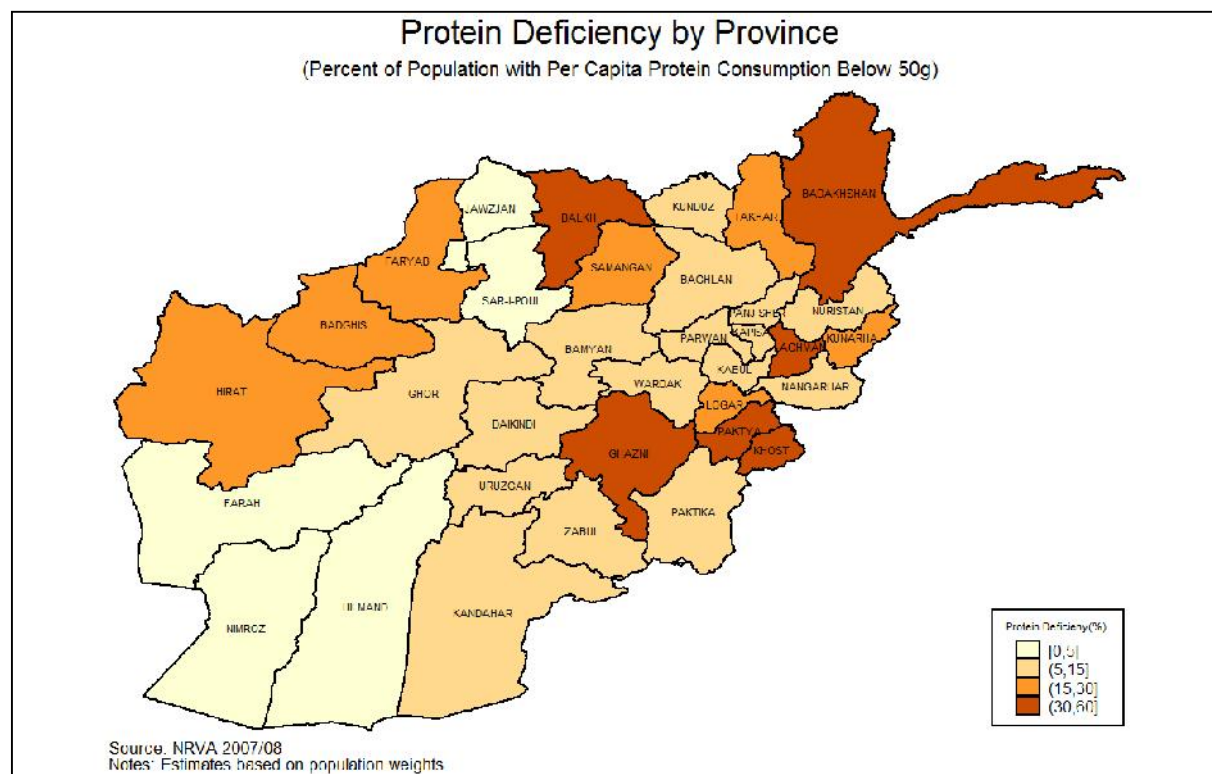 Protein Deficiency by Province
(Percent of Population with Per Capita Protein Consumption Below 50g)
BADAKHSHAN
JAWZJAN
BALKH
KUNDUZ
TAKHAR
FARYAB
SAMANGAN
BAGHLAN
SAR-I-POUL
NURISTAN
PANJ SHER
BADGHIS
KAPISA
KUNARHA
PARWAN
BAMYAN
LAGHMAN
KABUL
WARDAK
NANGARHAR
HIRAT
GHOR
LOGAR
DAIKINDI
PAKTYA
KHOST
GHAZNI
URUZGAN
FARAH
PAKTIKA
ZABUL
HILMAND
KANDAHAR
NIMROZ
Protein Deficieny(%)
[0,5]
(5,15]
(15,30]
(30,60]
Source: NRVA 2007/08
Notes: Estimates based on population weights